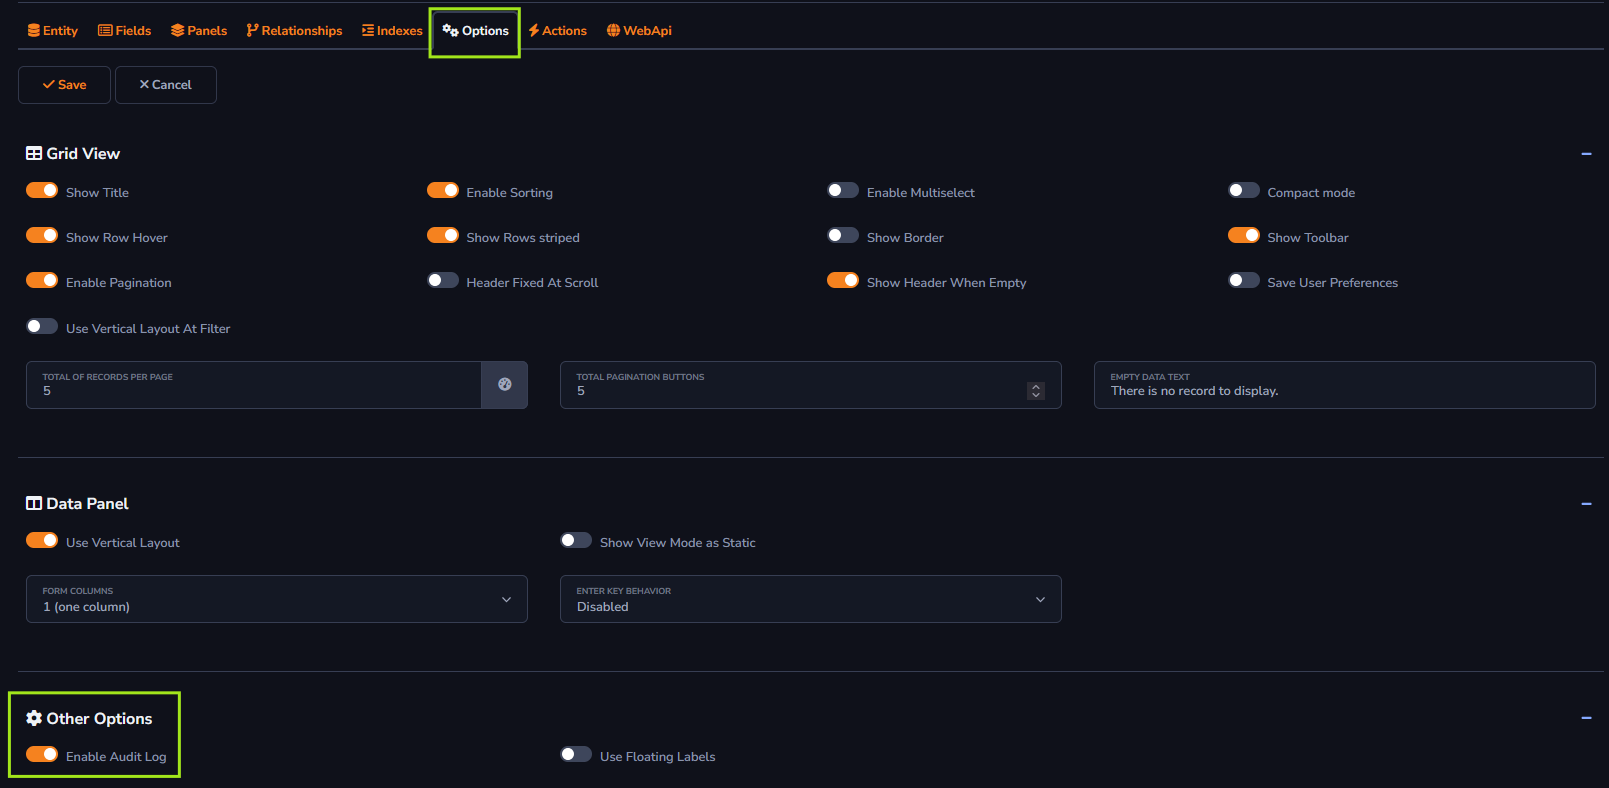 Entity Fields Panels Relationships Indexes Options Actions WebApi
Save Cancel
Grid View
Show Title Enable Sorting Enable Multiselect Compact mode
Show Row Hover Show Rows striped Show Border Show Toolbar
Enable Pagination Header Fixed At Scroll Show Header When Empty Save User Preferences
Use Vertical Layout At Filter
TOTAL OF RECORDS PER PAGE TOTAL PAGINATION BUTTONS EMPTY DATA TEXT
5 5 There is no record to display.
Data Panel
Use Vertical Layout Show View Mode as Static
FORM COLUMNS ENTER KEY BEHAVIOR
1 (one column) Disabled
Other Options
Enable Audit Log Use Floating Labels